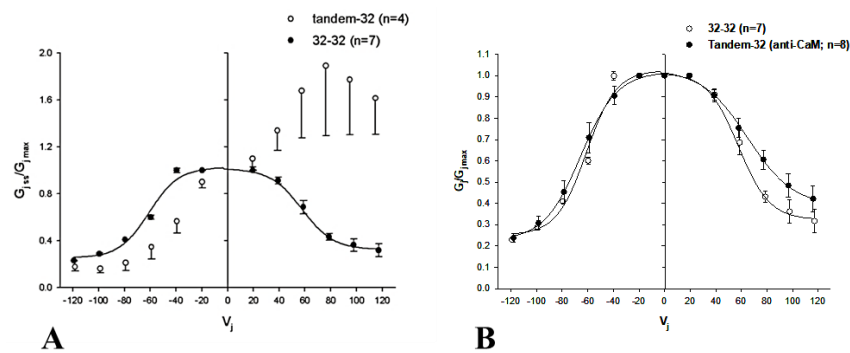 tandem-32 (n=4)
32-32 (n=7)
G j ss/G j max
2.0
1.6
1.2
0.8
0.4
0.0
-120 -100 -80 -60 -40 -20 0 20 40 60 80 100 120
Vj
A
32-32 (n=7)
Tandem-32 (anti-CaM; n=8)
Gj/Gjmax
1.1
1.0
0.9
0.8
0.7
0.6
0.5
0.4
0.3
0.2
0.1
0.0
-120 -100 -80 -60 -40 -20 0 20 40 60 80 100 120
Vj
B